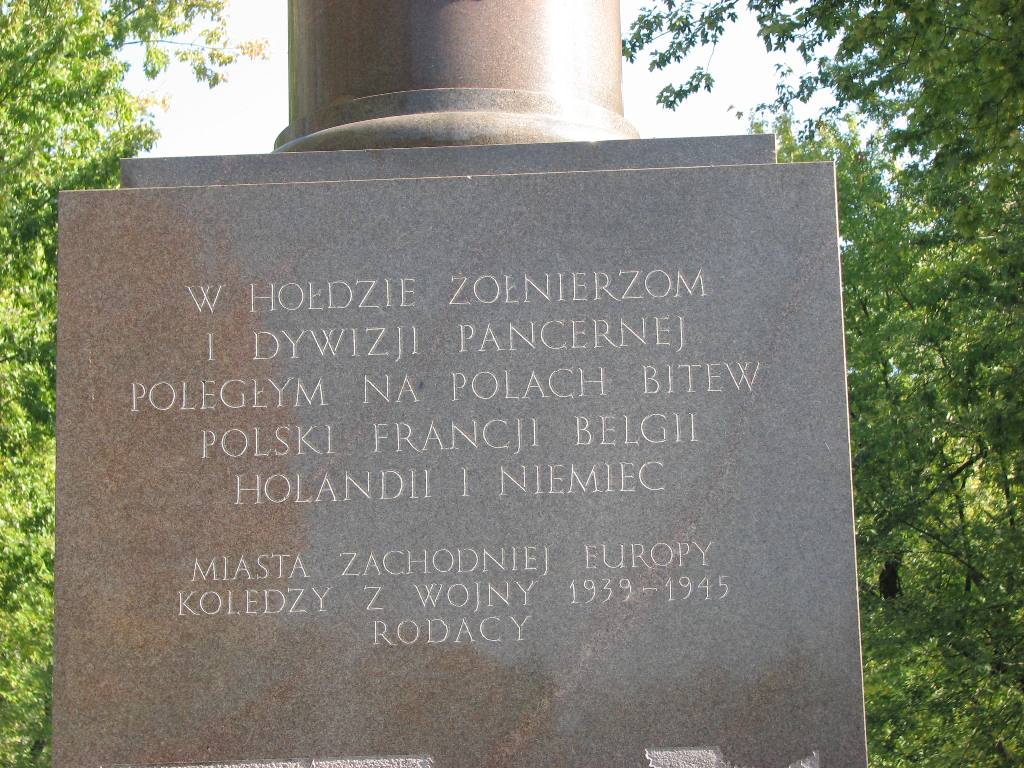 W HOŁDZIE ŻOŁNIERZOM
I DYWIZJI PANCERNEJ
POLEGŁYM NA POLACH BITEW
POLSKI FRANCJI BELGII
HOLANDII I NIEMIEC
MIASTA ZACHODNIEJ EUROPY
KOLEDZY Z WOJNY 1939-1945
RODACY